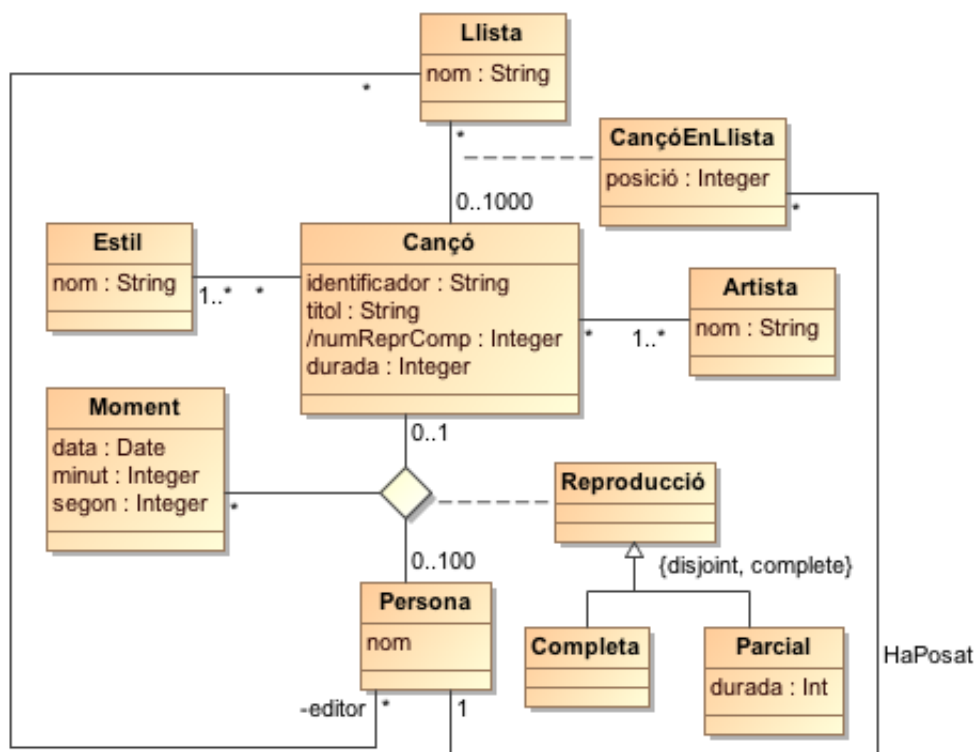 Llista
nom : String
*
*
CançóEnLlista
posició : Integer
*
0..1000
Estil
nom : String
1..*
*
Cançó
identificador : String
titol : String
/numReprComp : Integer
durada : Integer
*
1..*
Artista
nom : String
Moment
data : Date
minut : Integer
segon : Integer
*
0..1
Reproducció
{disjoint, complete}
0..100
Persona
nom
Completa
Parcial
durada : Int
HaPosat
-editor
*
1